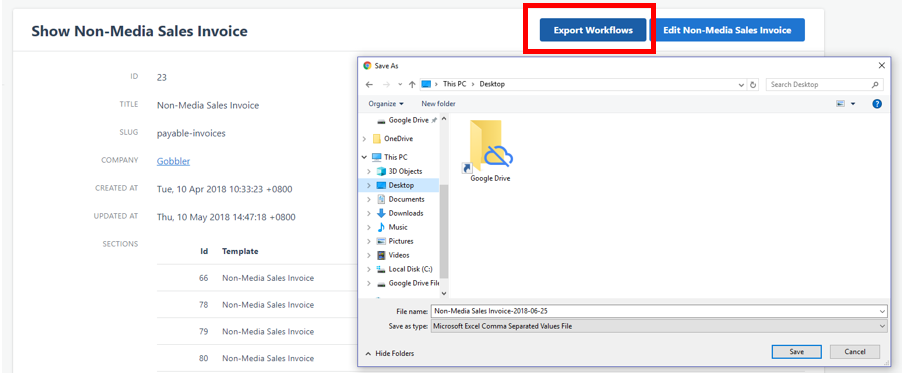 Show Non-Media Sales Invoice
Export Workflows
Edit Non-Media Sales Invoice
ID 23
TITLE Non-Media Sales Invoice
SLUG payable-invoices
COMPANY Gobbler
CREATED AT Tue, 10 Apr 2018 10:33:23 +0800
UPDATED AT Thu, 10 May 2018 14:47:18 +0800
SECTIONS
Id Template
66 Non-Media Sales Invoice
78 Non-Media Sales Invoice
79 Non-Media Sales Invoice
80 Non-Media Sales Invoice
Save As
This PC › Desktop
Search Desktop
Organize
New folder
Google Drive
OneDrive
This PC
3D Objects
Desktop
Documents
Downloads
Music
Pictures
Videos
Local Disk (C:)
Google Drive File
Google Drive
File name: Non-Media Sales Invoice-2018-06-25
Save as type: Microsoft Excel Comma Separated Values File
Hide Folders
Save
Cancel